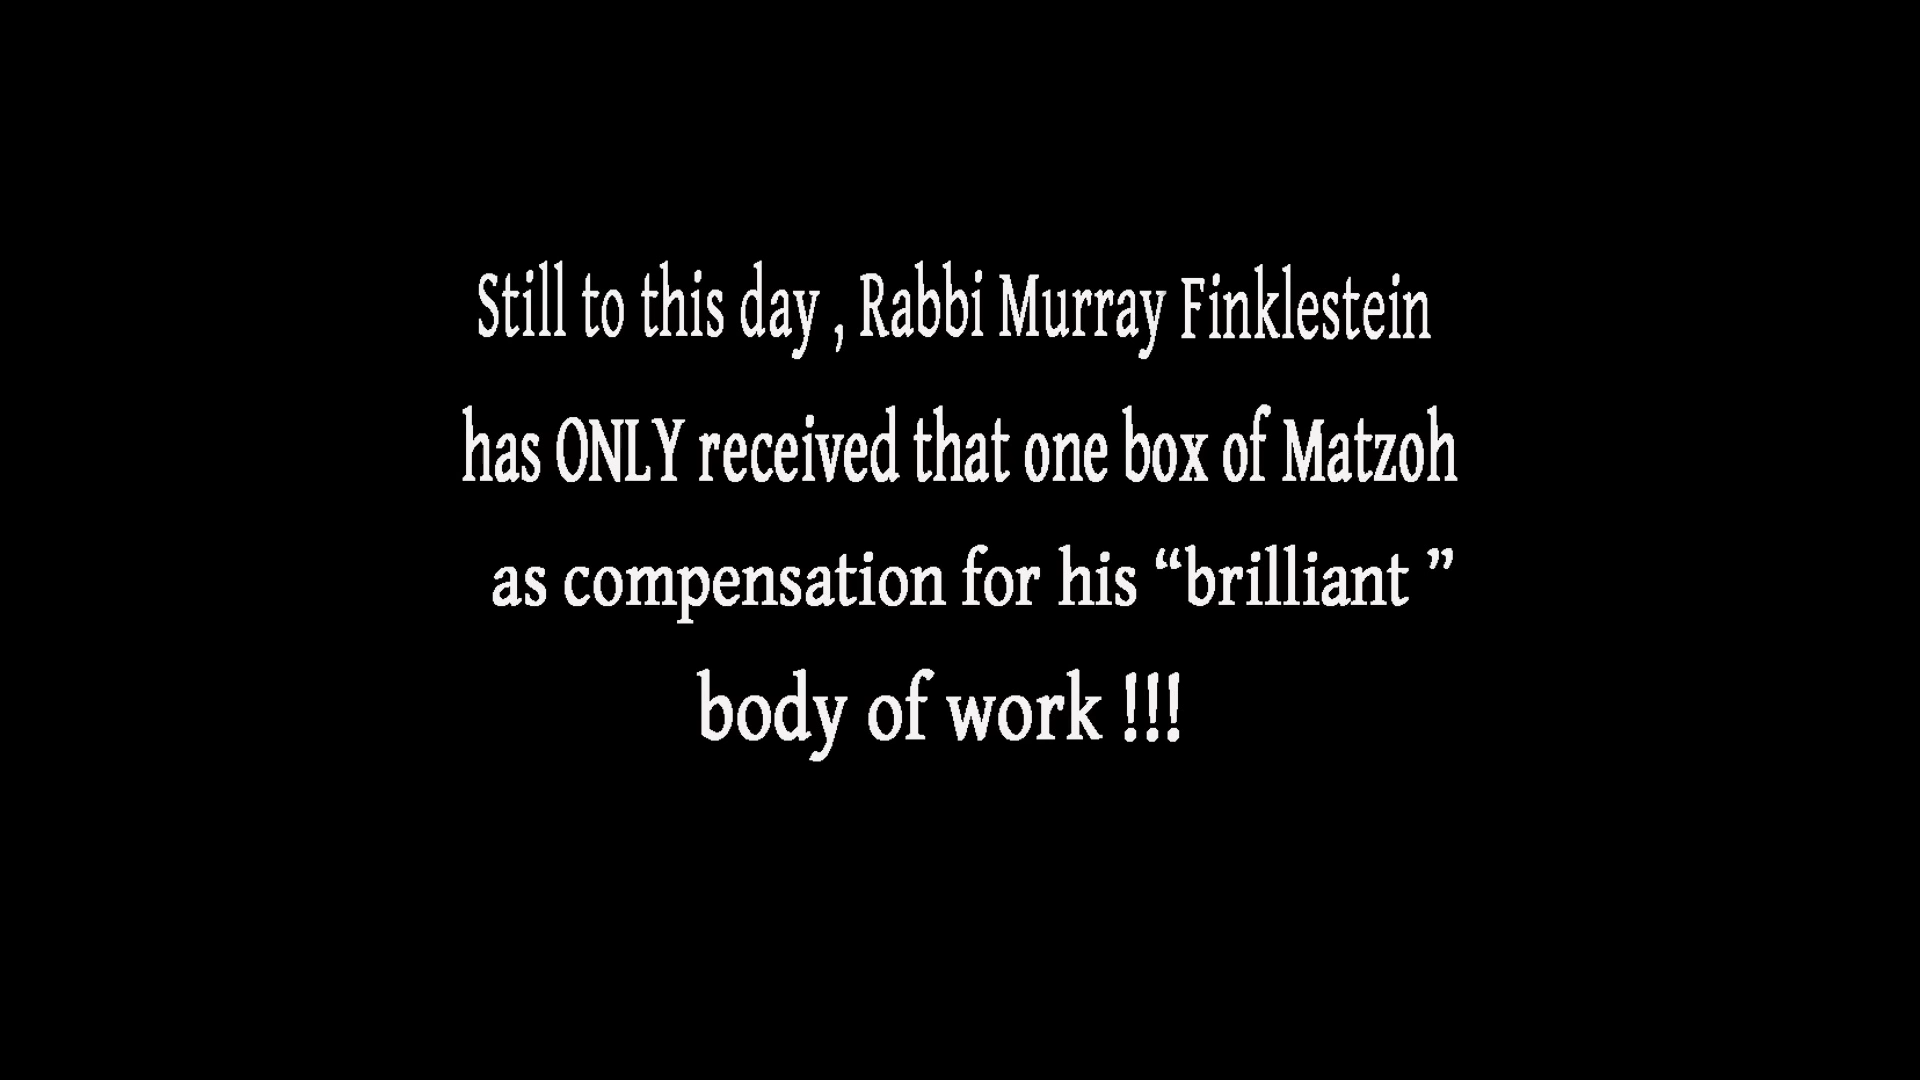 Still to this day , Rabbi Murray Finklestein
has ONLY received that one box of Matzoh
as compensation for his “brilliant ”
body of work !!!